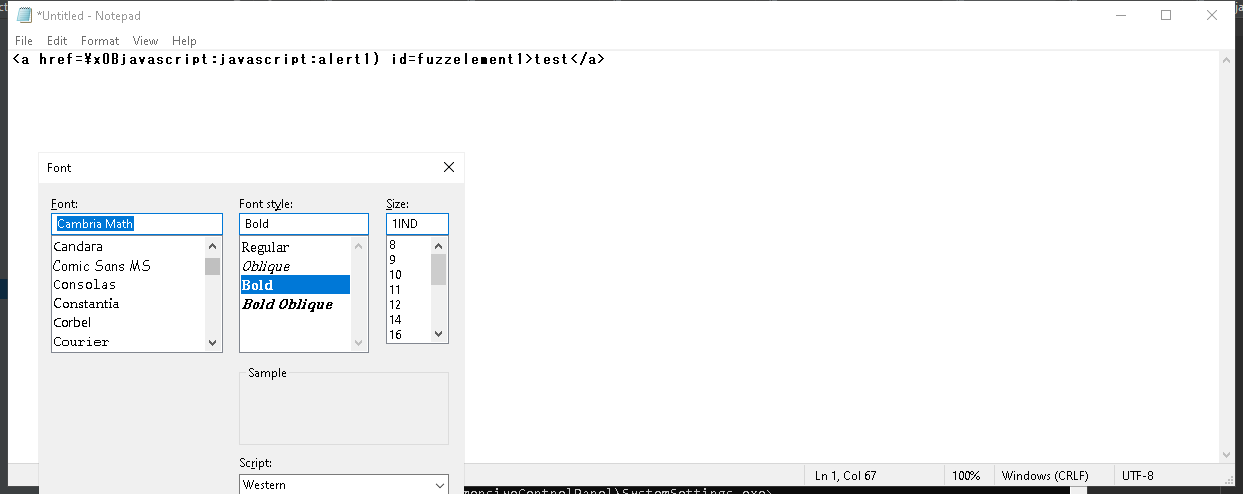 *Untitled - Notepad
File Edit Format View Help
<a href=¥x0Bjavascript:javascript:alert1) id=fuzzelement1>test</a>
Font
Font: Font style: Size:
Cambria Math Bold 1IND
Candara Regular 8
Comic Sans MS Oblique 9
Consolas Bold 10
Constantia Bold Oblique 11
Corbel 12
Courier 14
16
Sample
Script:
Western
Ln 1, Col 67 100% Windows (CRLF) UTF-8
ControlPanel\SystemSettings.exe>